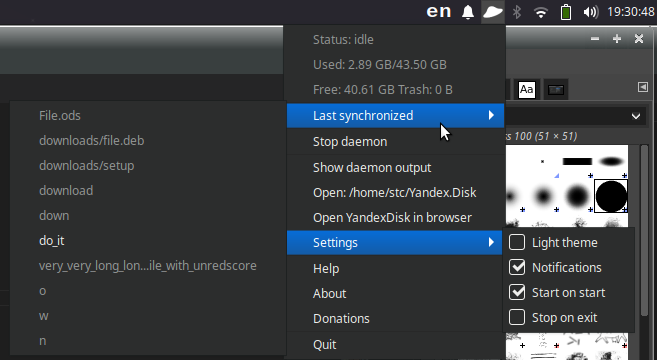 en 19:30:48
Status: idle
Used: 2.89 GB/43.50 GB
Free: 40.61 GB Trash: 0 B
Last synchronized
Stop daemon
Show daemon output
Open: /home/stc/Yandex.Disk
Open YandexDisk in browser
Settings
Help
About
Donations
Quit
File.ods
downloads/file.deb
downloads/setup
download
down
do_it
very_very_long_lon...ile_with_unredscore
o
w
n
Light theme
Notifications
Start on start
Stop on exit
Aa
100 (51 × 51)